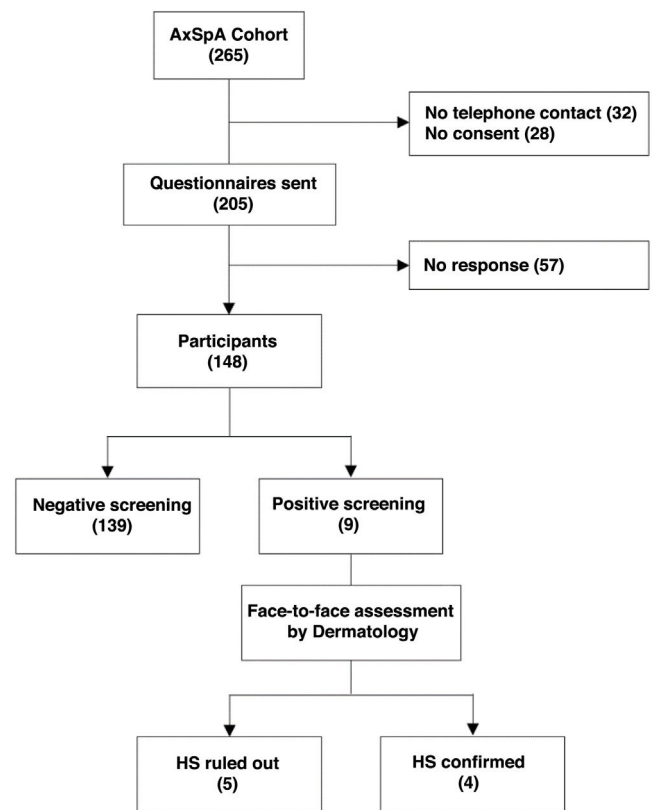 AxSpA Cohort
(265)
No telephone contact (32)
No consent (28)
Questionnaires sent
(205)
No response (57)
Participants
(148)
Negative screening
(139)
Positive screening
(9)
Face-to-face assessment
by Dermatology
HS ruled out
(5)
HS confirmed
(4)